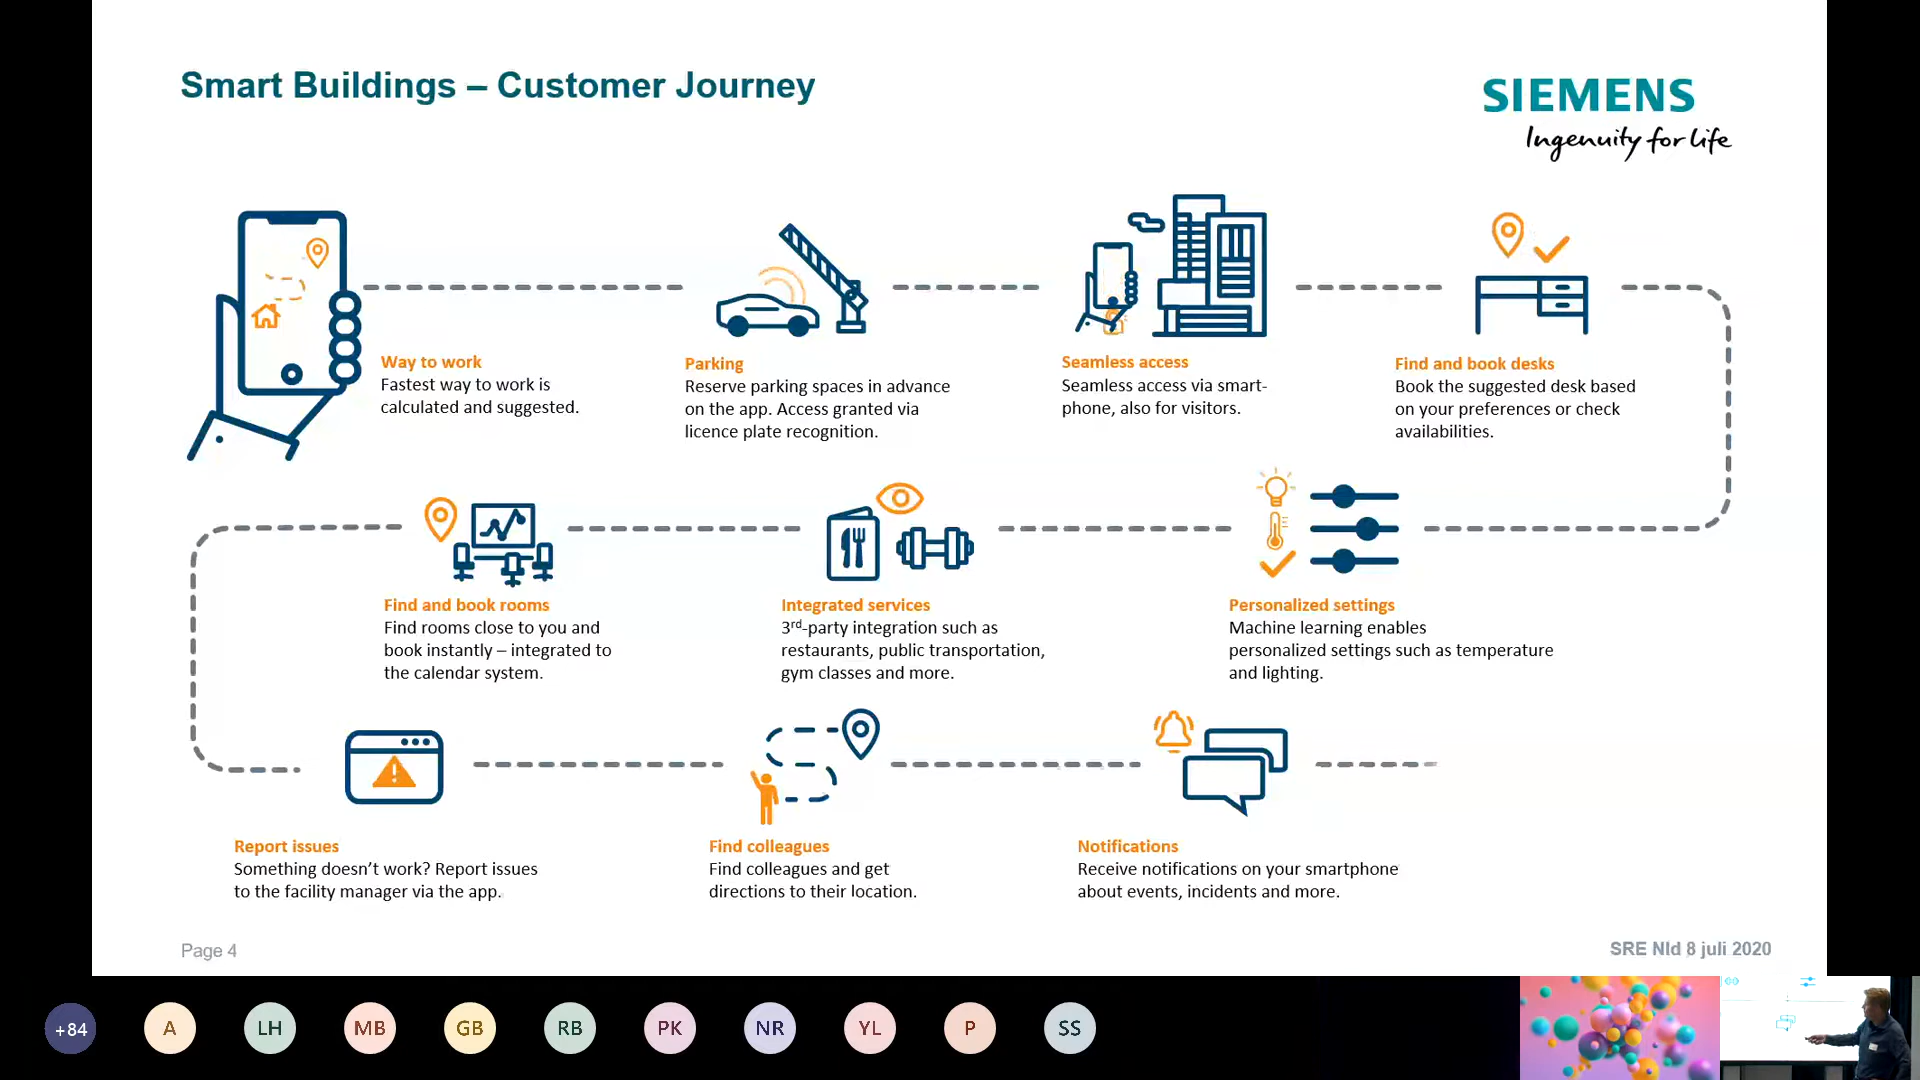 Smart Buildings – Customer Journey
SIEMENS
Ingenuity for life
Way to work
Fastest way to work is
calculated and suggested.
Parking
Reserve parking spaces in advance
on the app. Access granted via
licence plate recognition.
Seamless access
Seamless access via smart-
phone, also for visitors.
Find and book desks
Book the suggested desk based
on your preferences or check
availabilities.
Find and book rooms
Find rooms close to you and
book instantly – integrated to
the calendar system.
Integrated services
3rd-party integration such as
restaurants, public transportation,
gym classes and more.
Personalized settings
Machine learning enables
personalized settings such as temperature
and lighting.
Report issues
Something doesn’t work? Report issues
to the facility manager via the app.
Find colleagues
Find colleagues and get
directions to their location.
Notifications
Receive notifications on your smartphone
about events, incidents and more.
Page 4
SRE Nld 8 juli 2020
+84
A
LH
MB
GB
RB
PK
NR
YL
P
SS